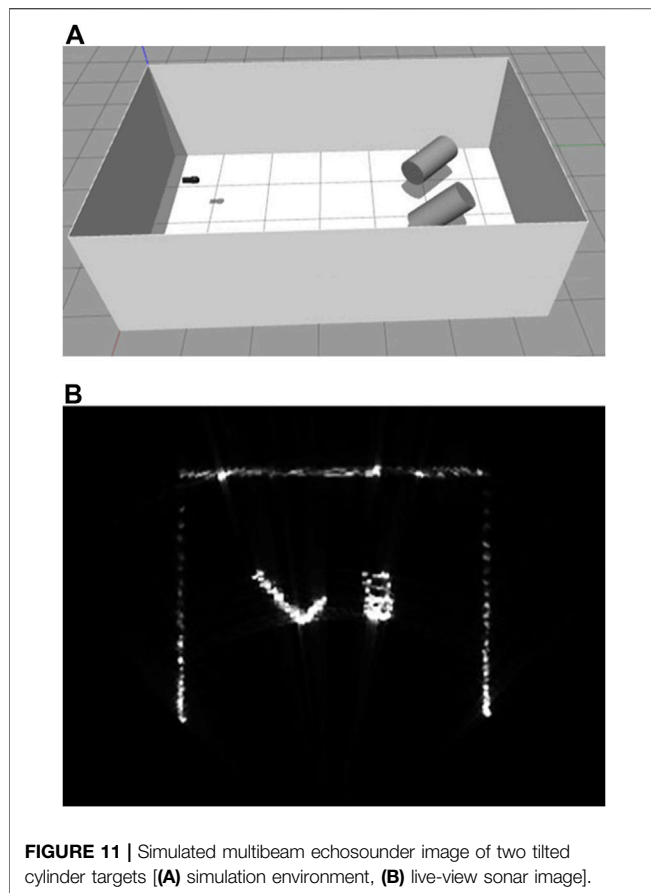 A
B
FIGURE 11 | Simulated multibeam echosounder image of two tilted
cylinder targets [(A) simulation environment, (B) live-view sonar image].